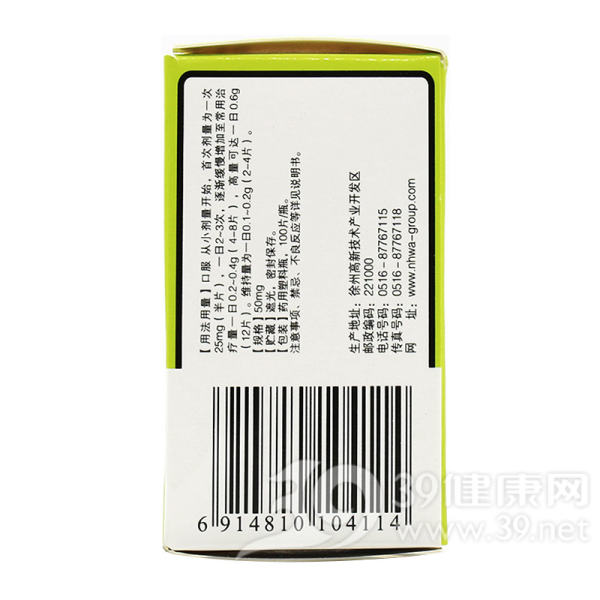 【用法用量】口服 从小剂量开始，首次剂量为一次
25mg（半片），一日2~3次，逐渐缓慢增加至常用治
疗量一日0.2~0.4g（4~8片），高量可达一日0.6g
（12片）。维持量为一日0.1~0.2g（2~4片）。
【规格】50mg
【贮藏】遮光，密封保存。
【包装】药用塑料瓶，100片/瓶。
注意事项、禁忌、不良反应等详见说明书。
生产地址：徐州高新技术产业开发区
邮政编码：221000
电话号码：0516-87767115
传真号码：0516-87767118
网 址：www.nhwa-group.com
6 914810 104114
39健康网
www.39.net